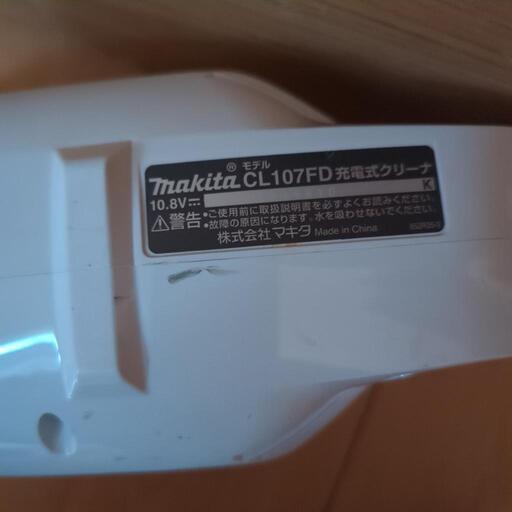 makita® モデル CL107FD 充電式クリーナ
10.8V⎓ K
⚠警告 •ご使用前に取扱説明書を必ずよくお読みください。
•故障の原因になります。水を吸わせないでください。
株式会社マキタ Made in China